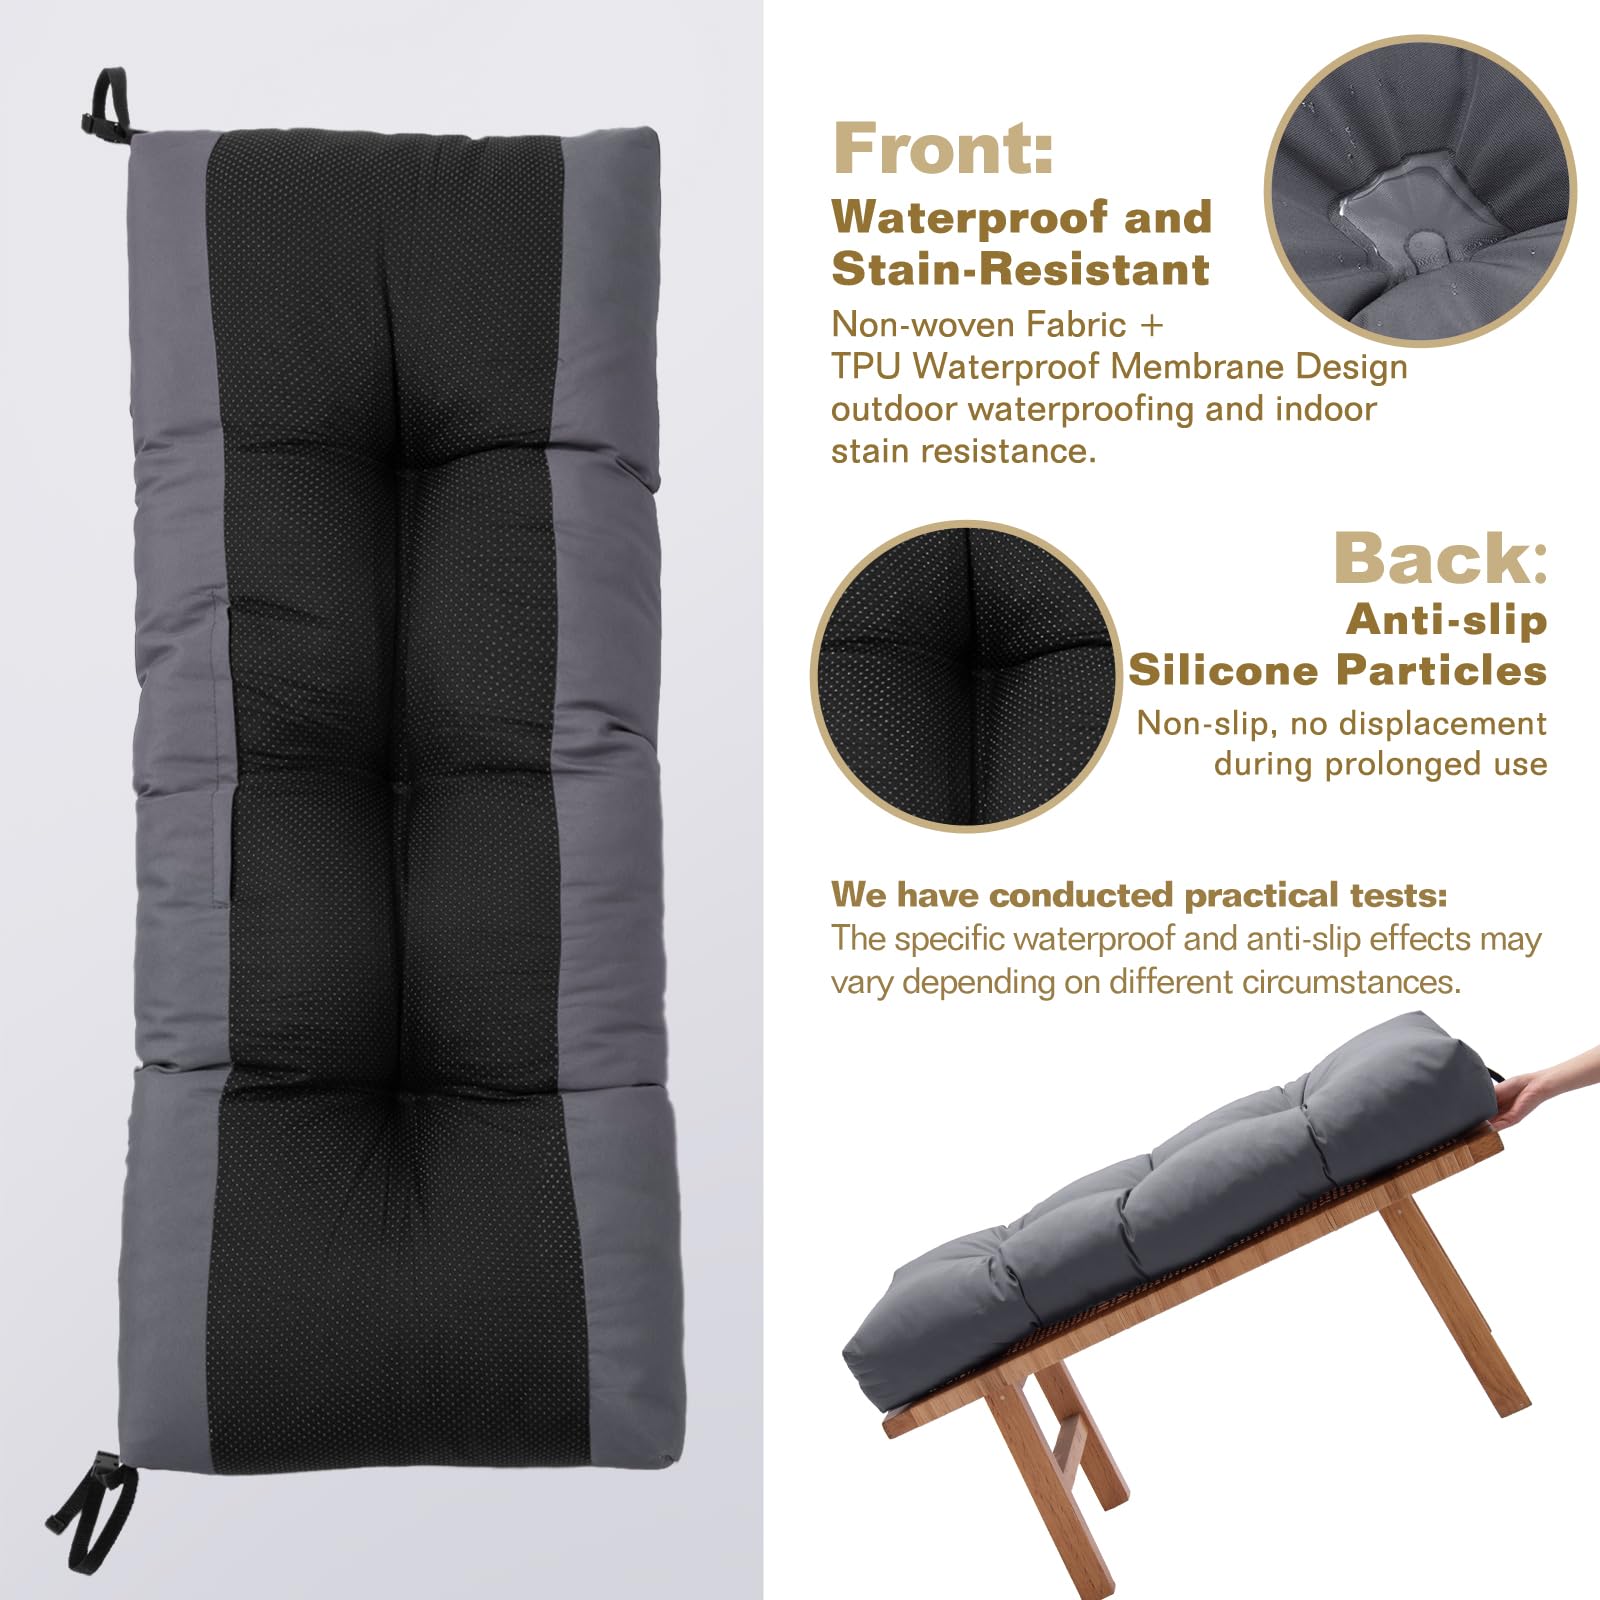 Front:
Waterproof and
Stain-Resistant
Non-woven Fabric +
TPU Waterproof Membrane Design
outdoor waterproofing and indoor
stain resistance.
Back:
Anti-slip
Silicone Particles
Non-slip, no displacement
during prolonged use
We have conducted practical tests:
The specific waterproof and anti-slip effects may
vary depending on different circumstances.